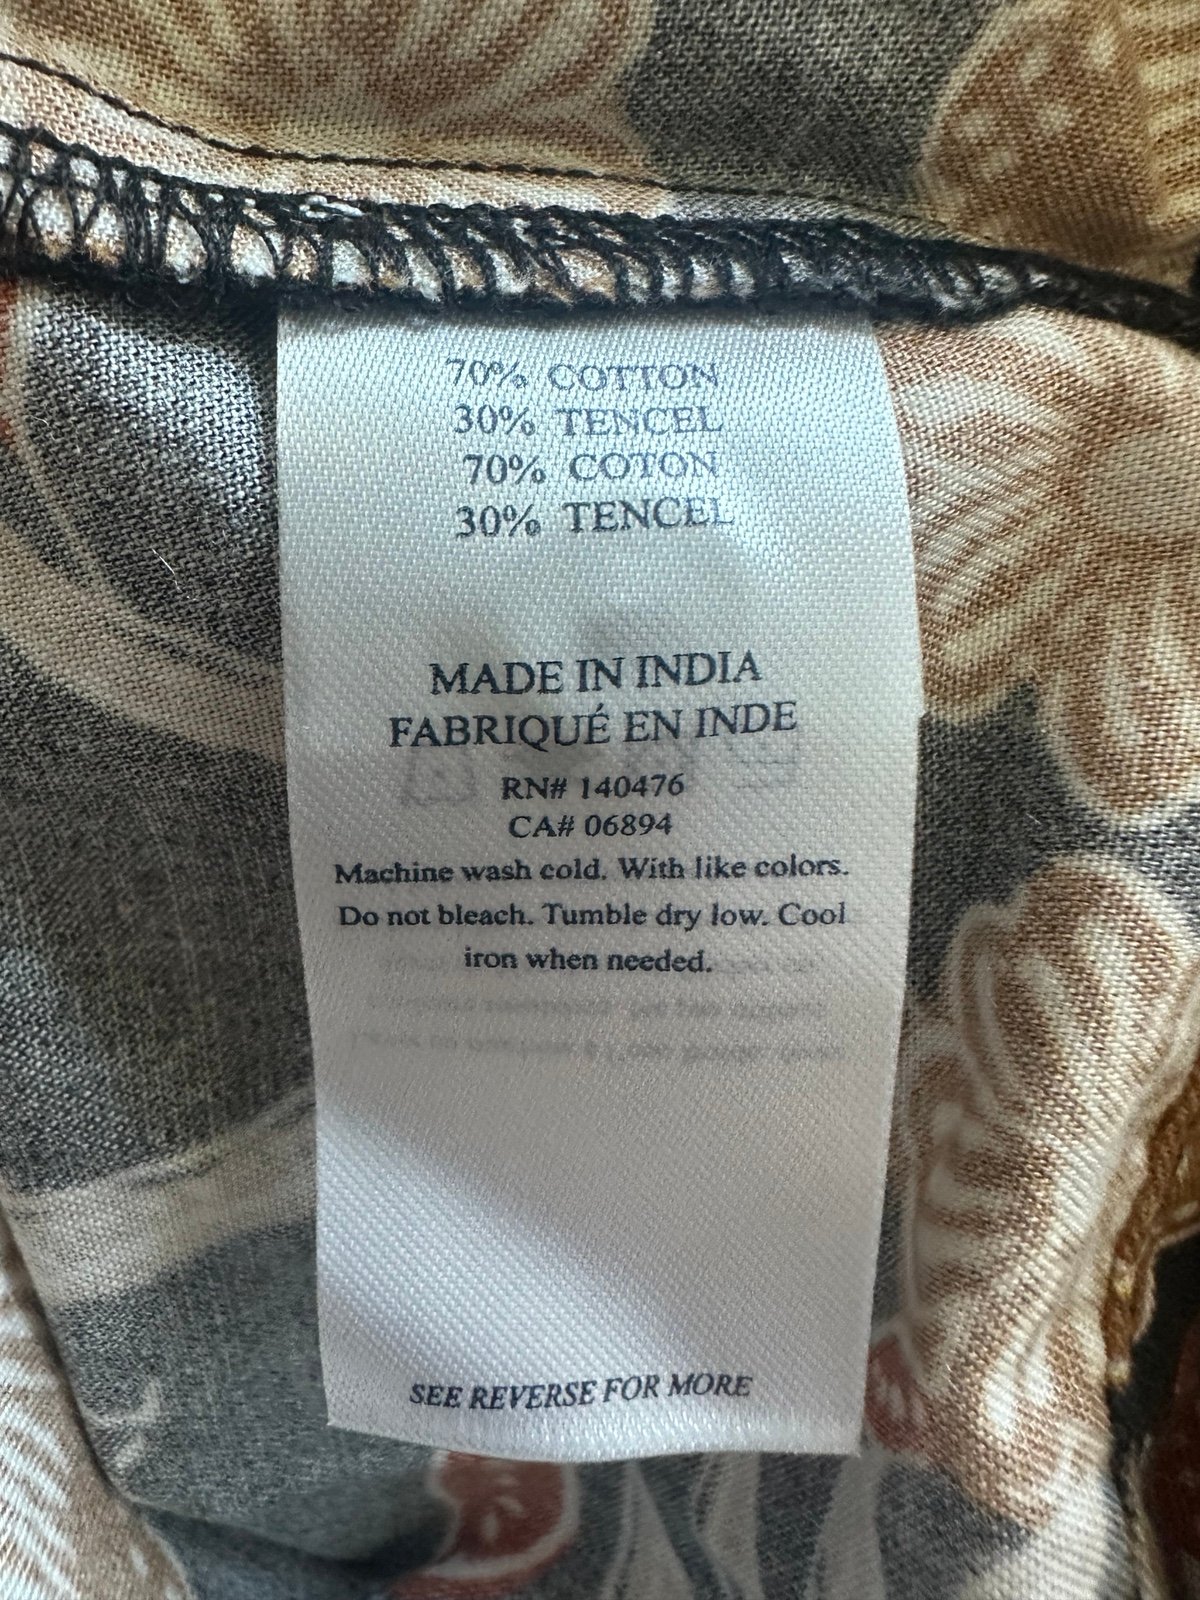 70% COTTON
30% TENCEL
70% COTON
30% TENCEL
MADE IN INDIA
FABRIQUÉ EN INDE
RN# 140476
CA# 06894
Machine wash cold. With like colors.
Do not bleach. Tumble dry low. Cool
iron when needed.
SEE REVERSE FOR MORE